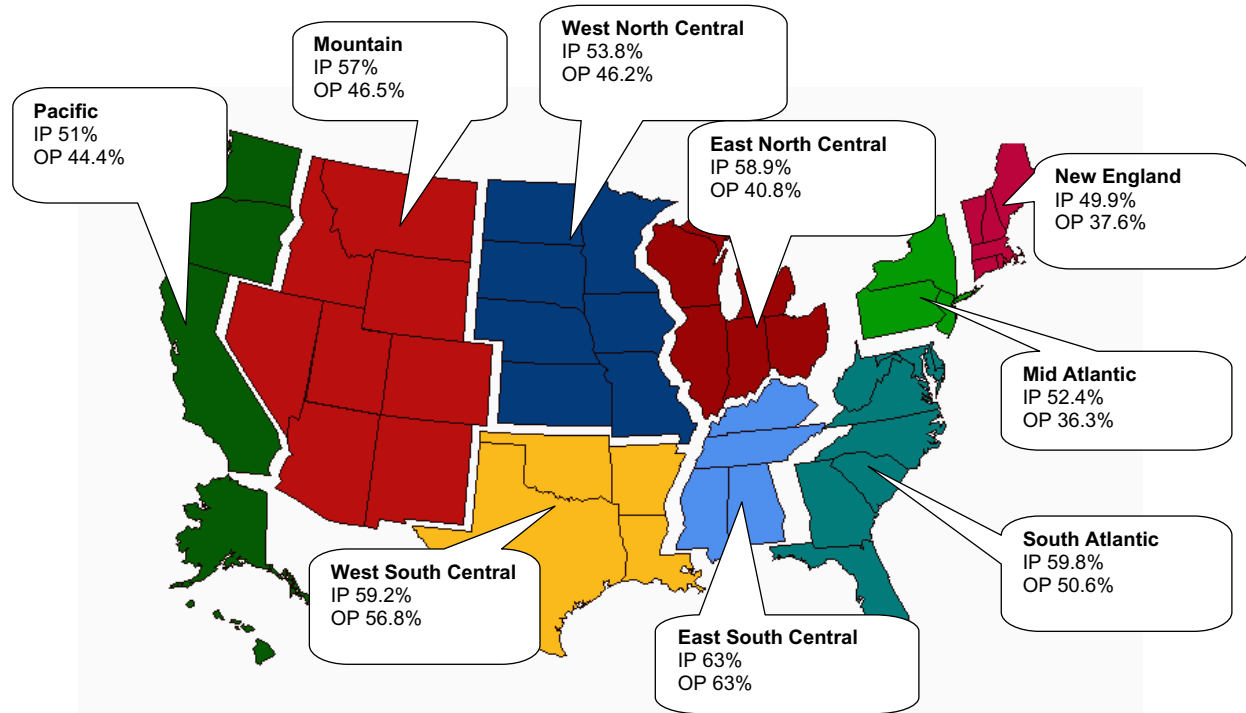 West North Central
IP 53.8%
OP 46.2%
Mountain
IP 57%
OP 46.5%
Pacific
IP 51%
OP 44.4%
East North Central
IP 58.9%
OP 40.8%
New England
IP 49.9%
OP 37.6%
Mid Atlantic
IP 52.4%
OP 36.3%
South Atlantic
IP 59.8%
OP 50.6%
West South Central
IP 59.2%
OP 56.8%
East South Central
IP 63%
OP 63%